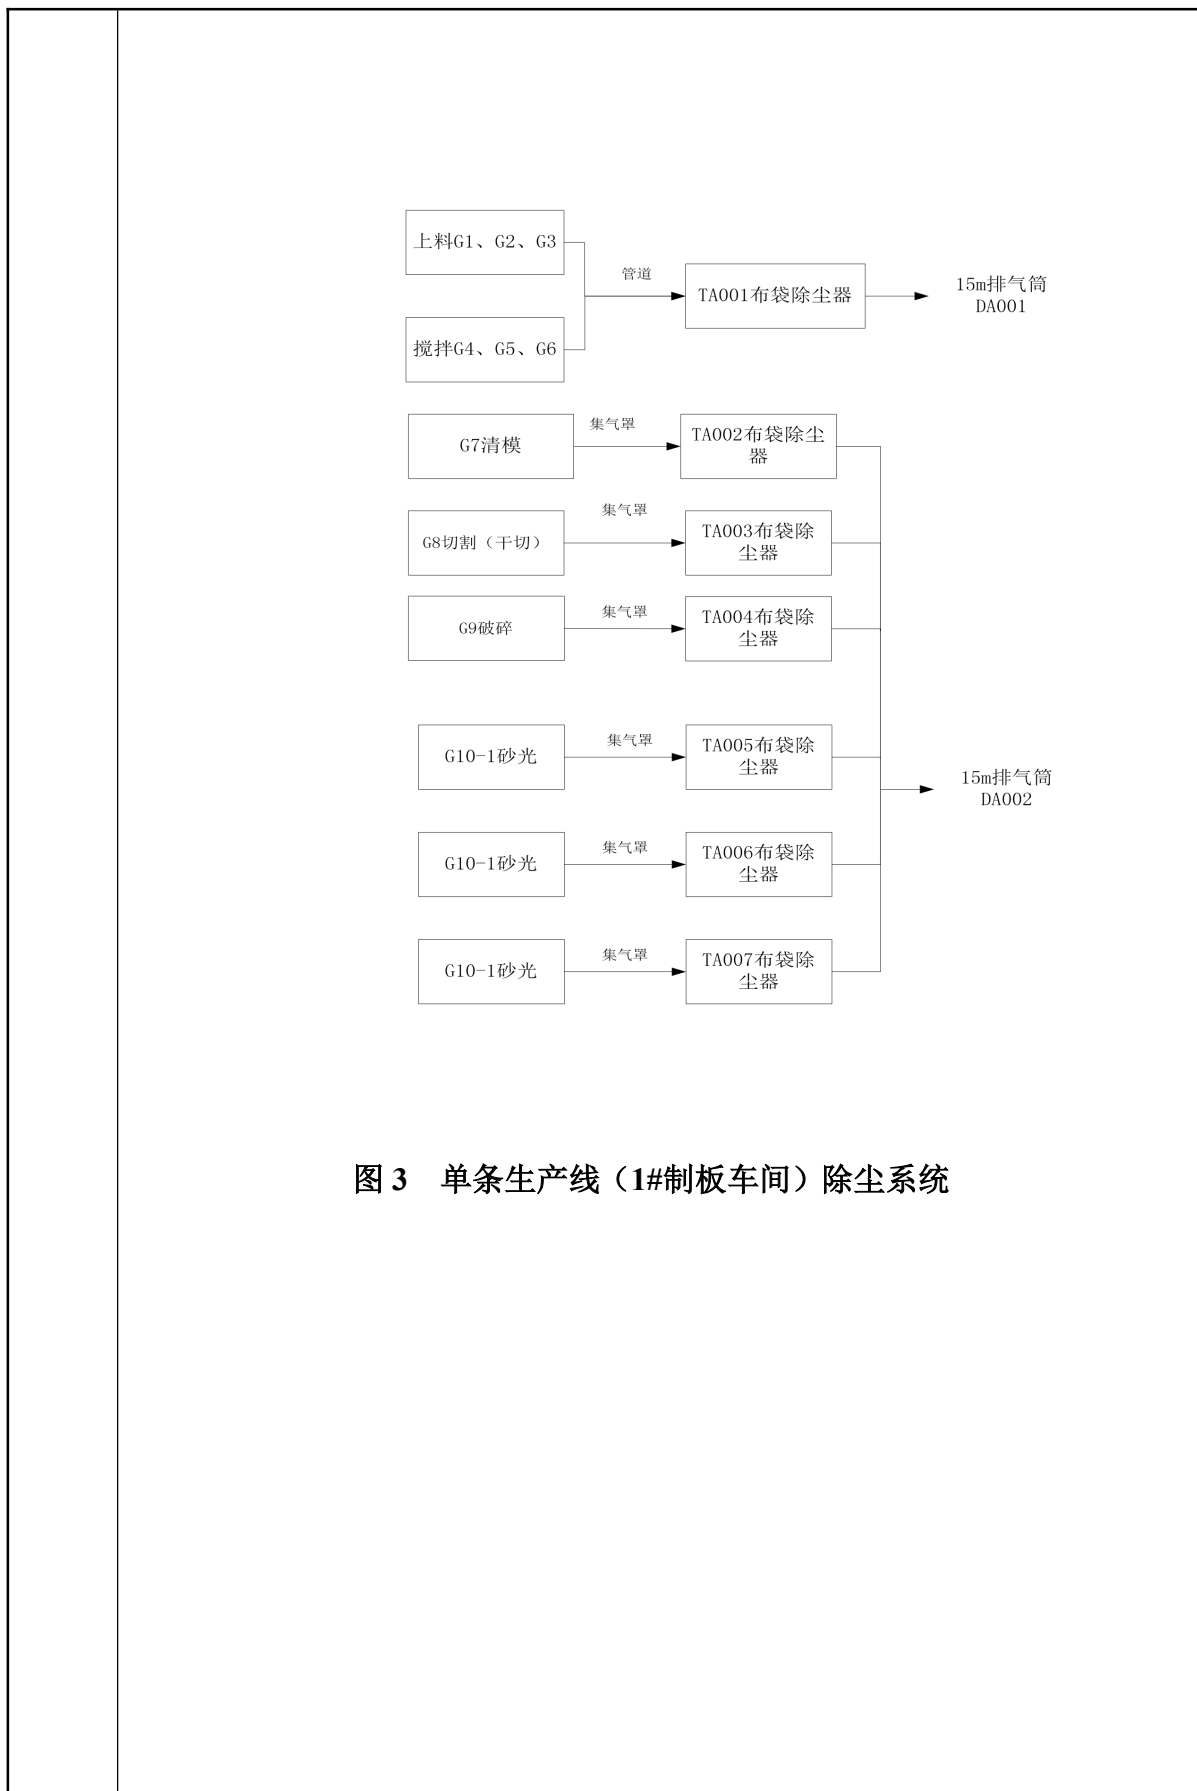 上料G1、G2、G3
管道
TA001布袋除尘器
15m排气筒
DA001
搅拌G4、G5、G6
G7清模
集气罩
TA002布袋除尘
器
G8切割（干切）
集气罩
TA003布袋除
尘器
G9破碎
集气罩
TA004布袋除
尘器
G10-1砂光
集气罩
TA005布袋除
尘器
15m排气筒
DA002
G10-1砂光
集气罩
TA006布袋除
尘器
G10-1砂光
集气罩
TA007布袋除
尘器
图 3　单条生产线（1#制板车间）除尘系统